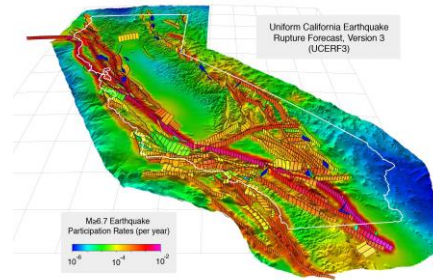 Uniform California Earthquake
Rupture Forecast, Version 3
(UCERF3)
M≥6.7 Earthquake
Participation Rates (per year)
10⁻⁶ 10⁻⁴ 10⁻²